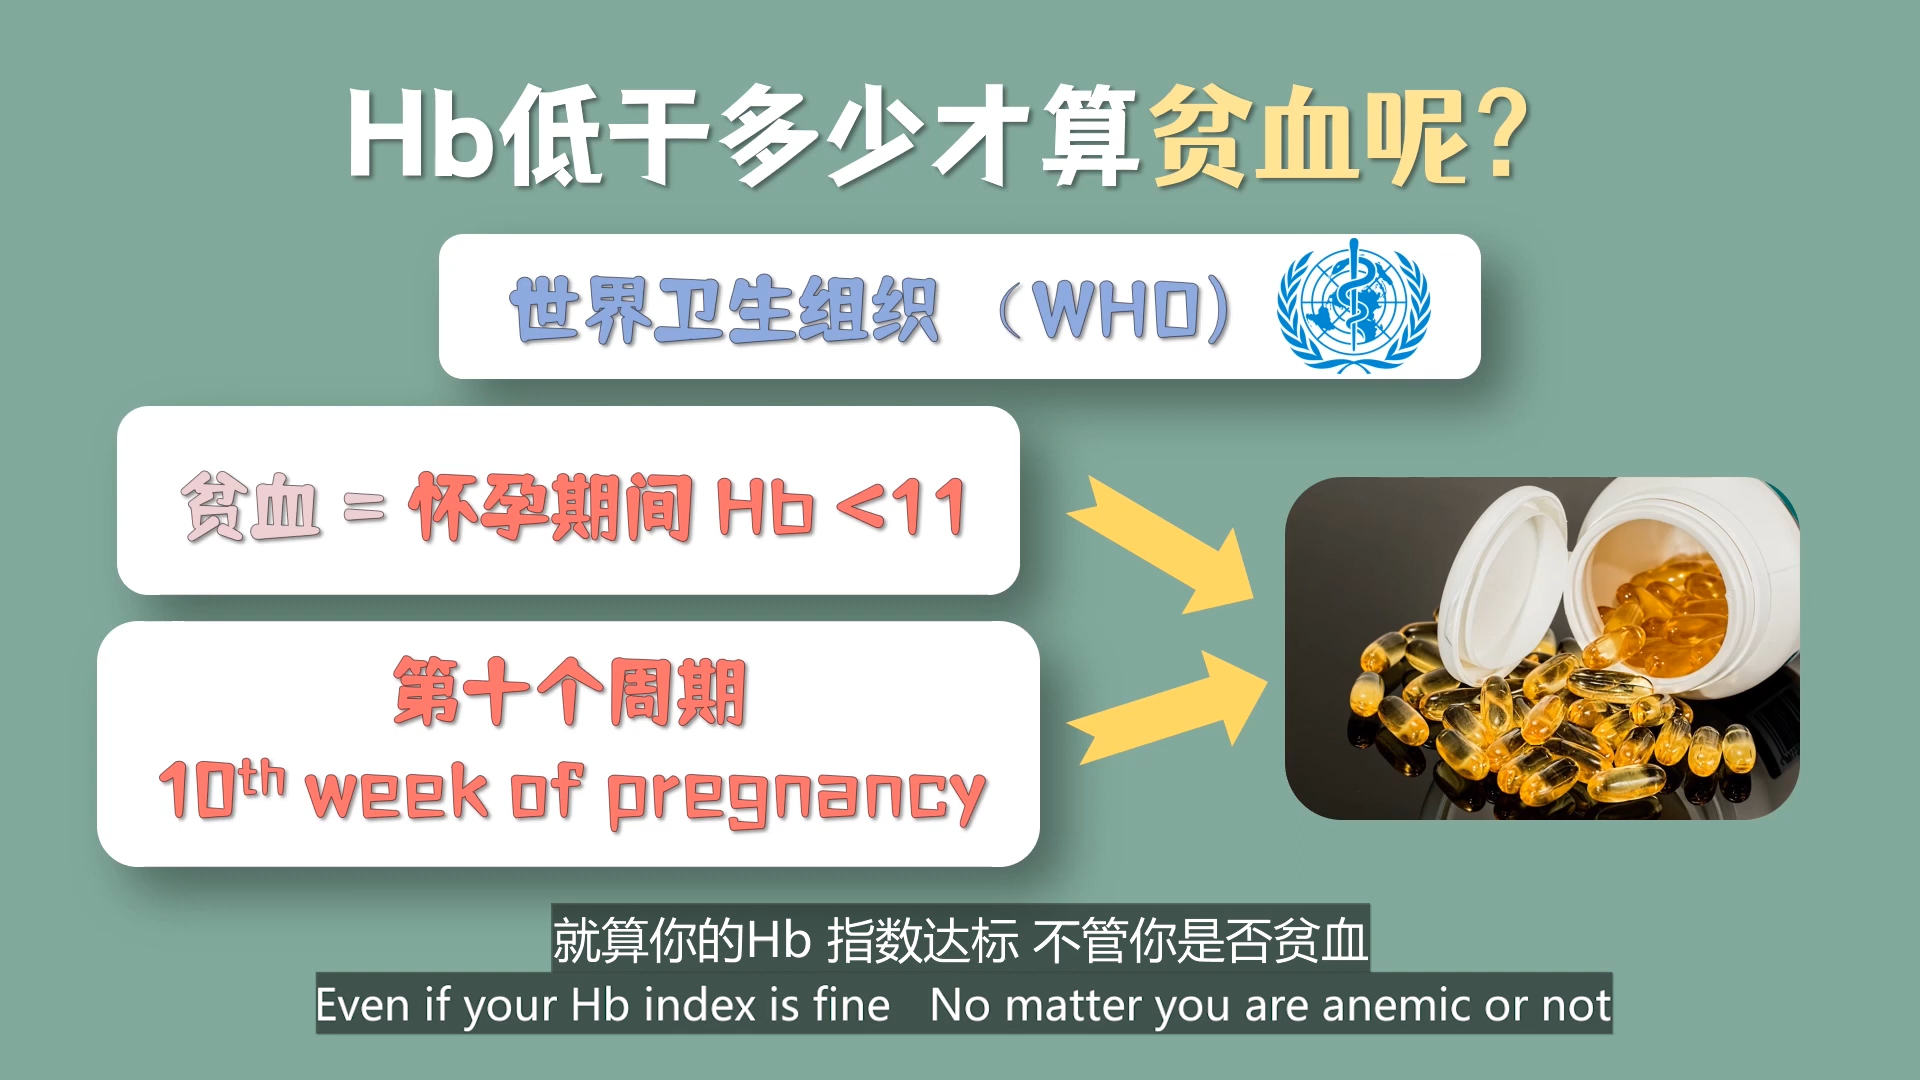 Hb低于多少才算贫血呢？
世界卫生组织 （WHO）
贫血 = 怀孕期间 Hb <11
第十个周期
10th week of pregnancy
就算你的Hb 指数达标 不管你是否贫血
Even if your Hb index is fine No matter you are anemic or not